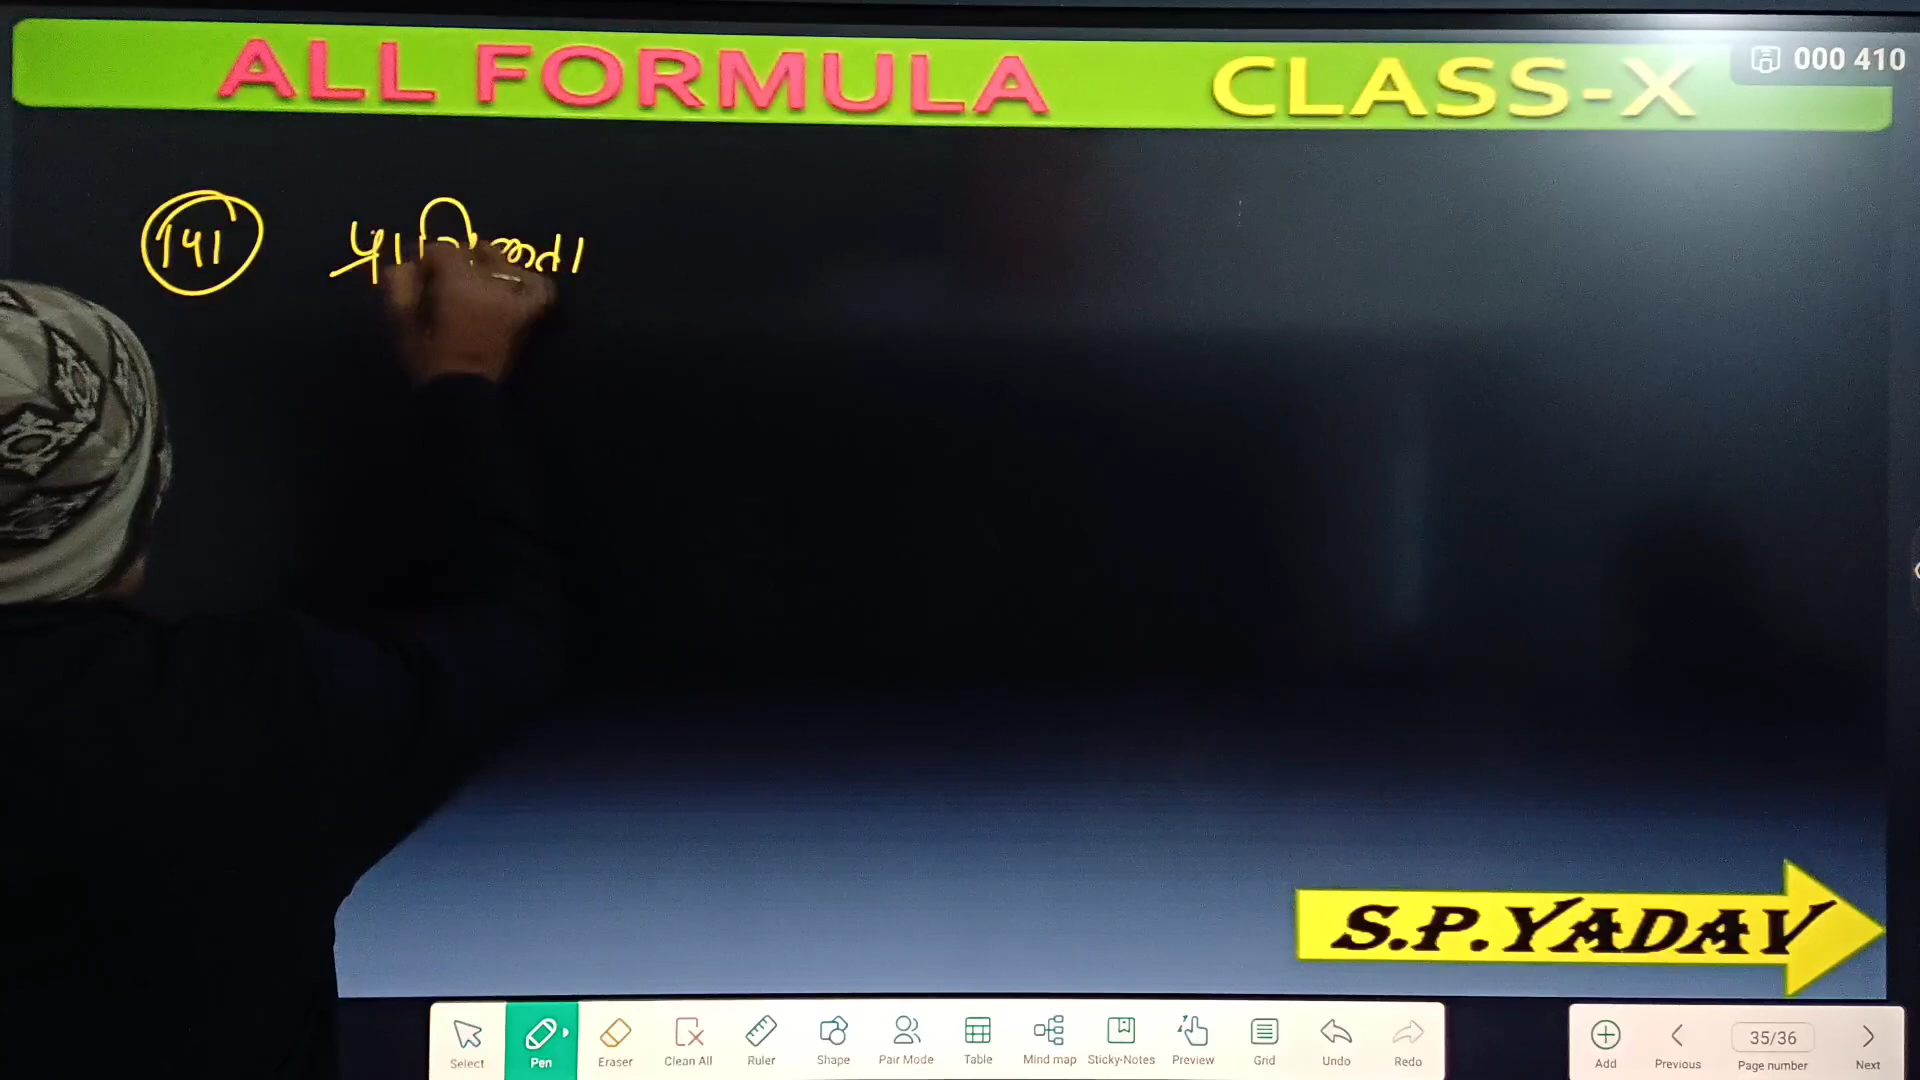 ALL FORMULA CLASS-X
000 410
141
S.P.YADAV
Select Pen Eraser Clean All Ruler Shape Pair Mode Table Mind map Sticky-Notes Preview Grid Undo Redo
Add Previous 35/36 Page number Next